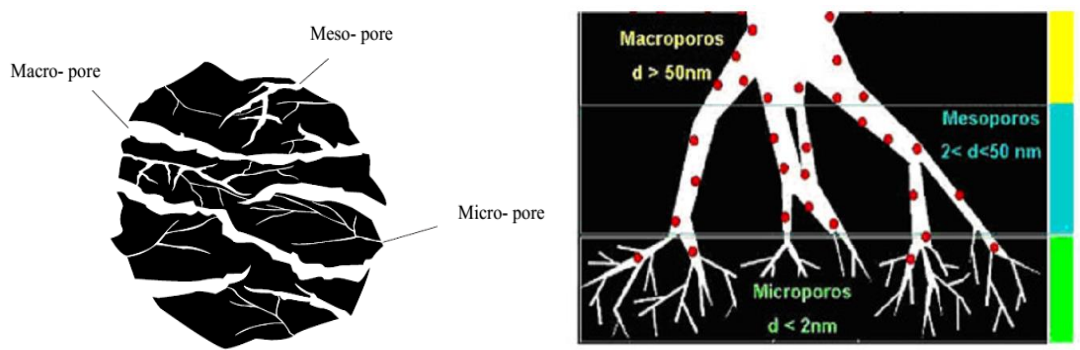 Meso- pore
Macro- pore
Micro- pore
Macroporos
d > 50nm
Mesoporos
2< d<50 nm
Microporos
d < 2nm